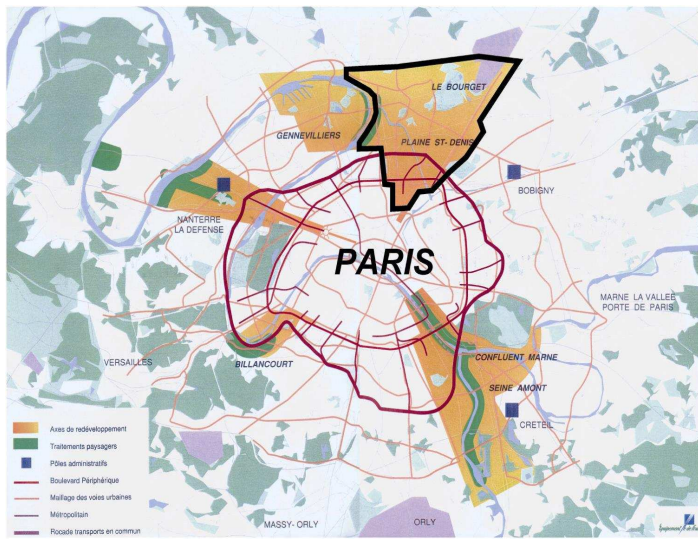 LE BOURGET
GENNEVILLIERS
PLAINE ST- DENIS
BOBIGNY
NANTERRE
LA DEFENSE
PARIS
MARNE LA VALLEE
PORTE DE PARIS
VERSAILLES
BILLANCOURT
CONFLUENT MARNE
SEINE AMONT
CRETEIL
Axes de redéveloppement
Traitements paysagers
Pôles administratifs
Boulevard Périphérique
Maillage des voies urbaines
Métropolitain
Rocade transports en commun
MASSY- ORLY
ORLY